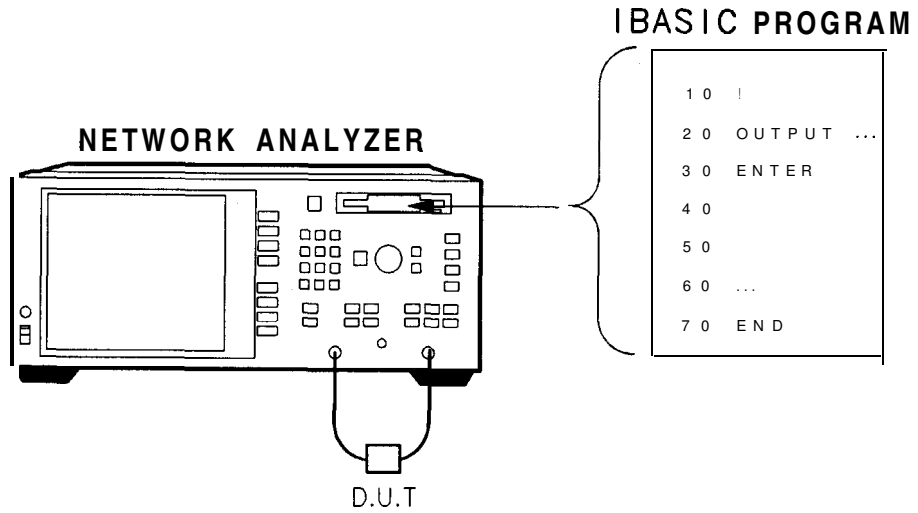 IBASIC PROGRAM
10 !
20 OUTPUT ...
30 ENTER
40
50
60 ...
70 END
NETWORK ANALYZER
D.U.T